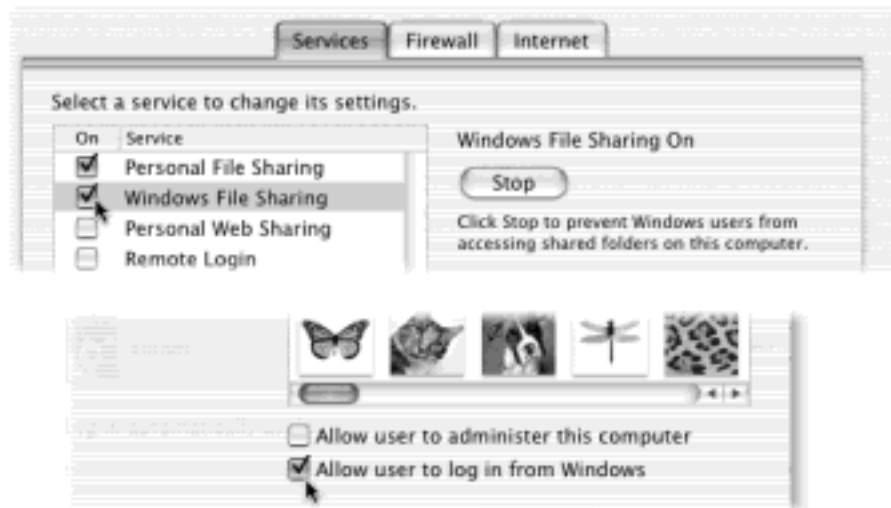 Services Firewall Internet
Select a service to change its settings.
On Service
Personal File Sharing
Windows File Sharing
Personal Web Sharing
Remote Login
Windows File Sharing On
Stop
Click Stop to prevent Windows users from
accessing shared folders on this computer.
Allow user to administer this computer
Allow user to log in from Windows